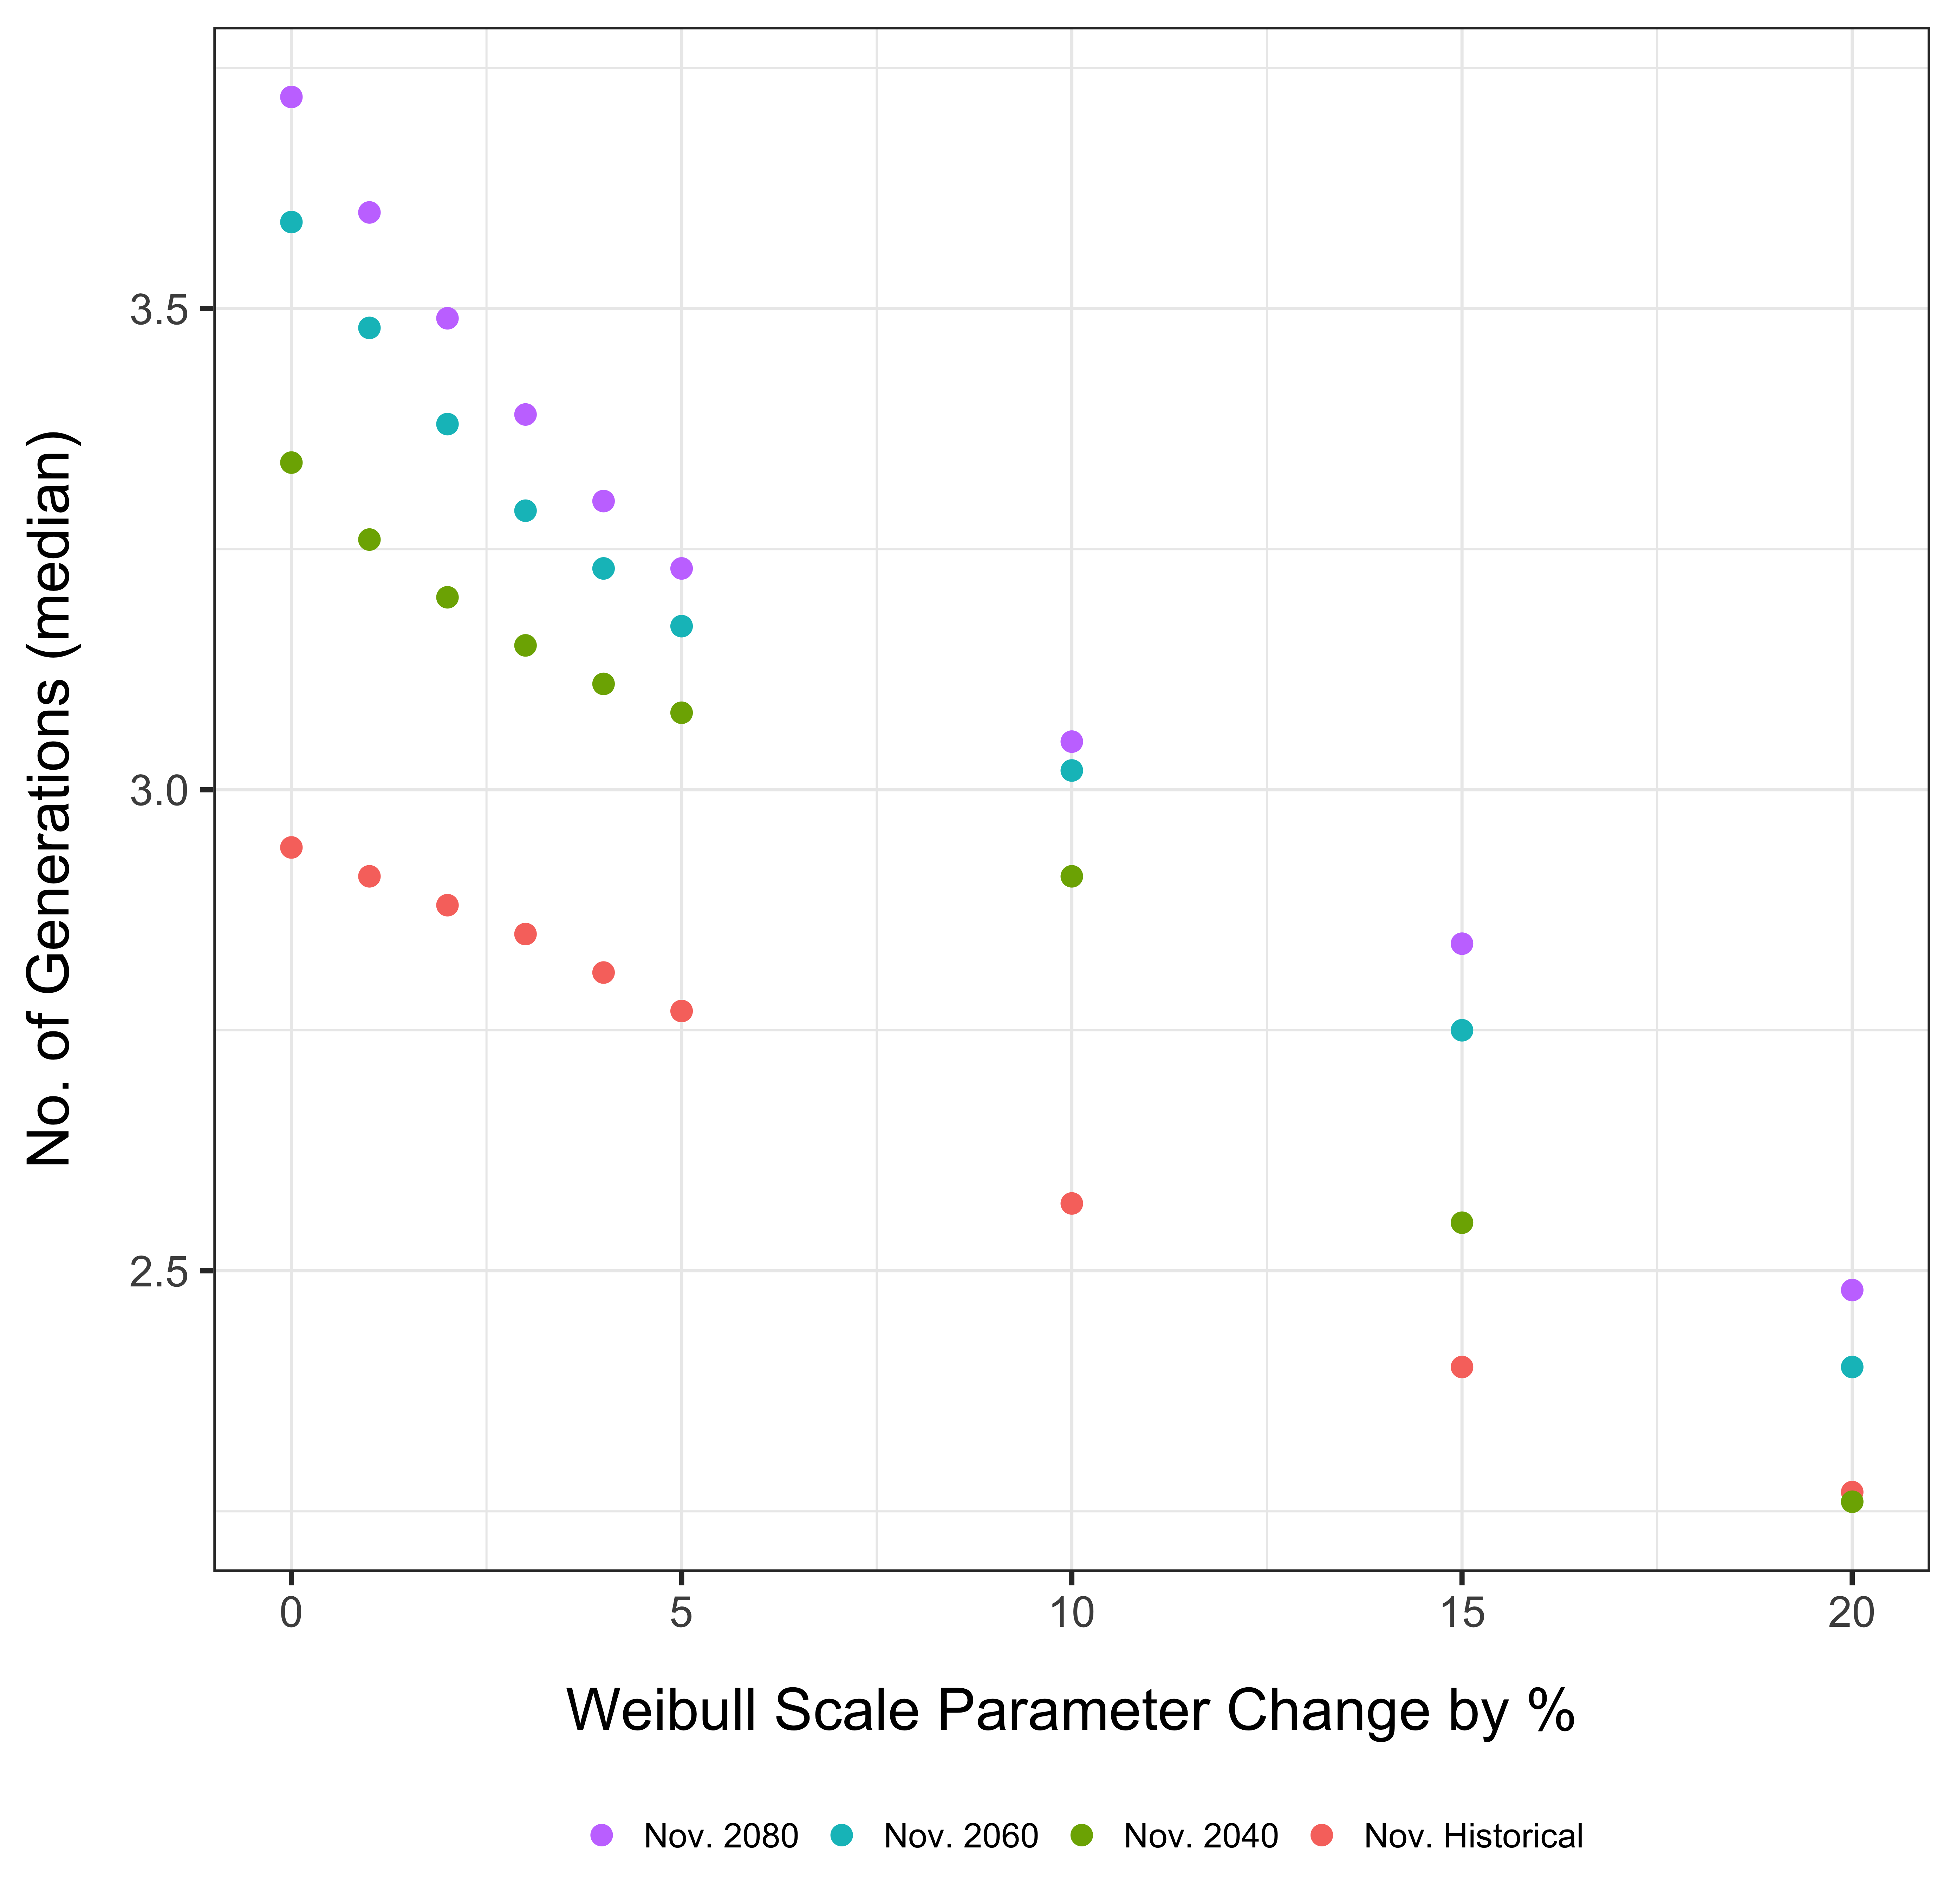 No. of Generations (median)
3.5
3.0
2.5
0 5 10 15 20
Weibull Scale Parameter Change by %
Nov. 2080 Nov. 2060 Nov. 2040 Nov. Historical